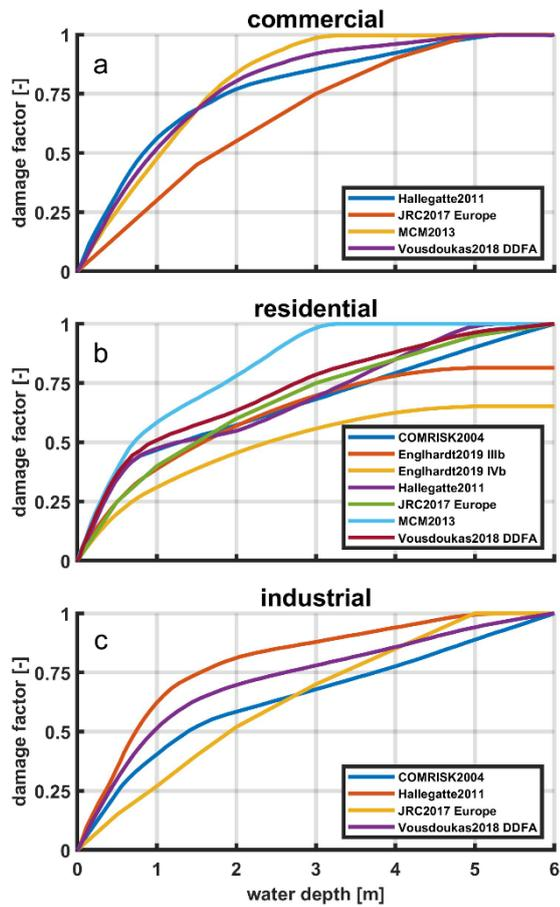 commercial
a
damage factor [-]
1
0.75
0.5
0.25
0
Hallegatte2011
JRC2017 Europe
MCM2013
Vousdoukas2018 DDFA
residential
b
damage factor [-]
1
0.75
0.5
0.25
0
COMRISK2004
Englhardt2019 IIIb
Englhardt2019 IVb
Hallegatte2011
JRC2017 Europe
MCM2013
Vousdoukas2018 DDFA
industrial
c
damage factor [-]
1
0.75
0.5
0.25
0
COMRISK2004
Hallegatte2011
JRC2017 Europe
Vousdoukas2018 DDFA
0 1 2 3 4 5 6
water depth [m]